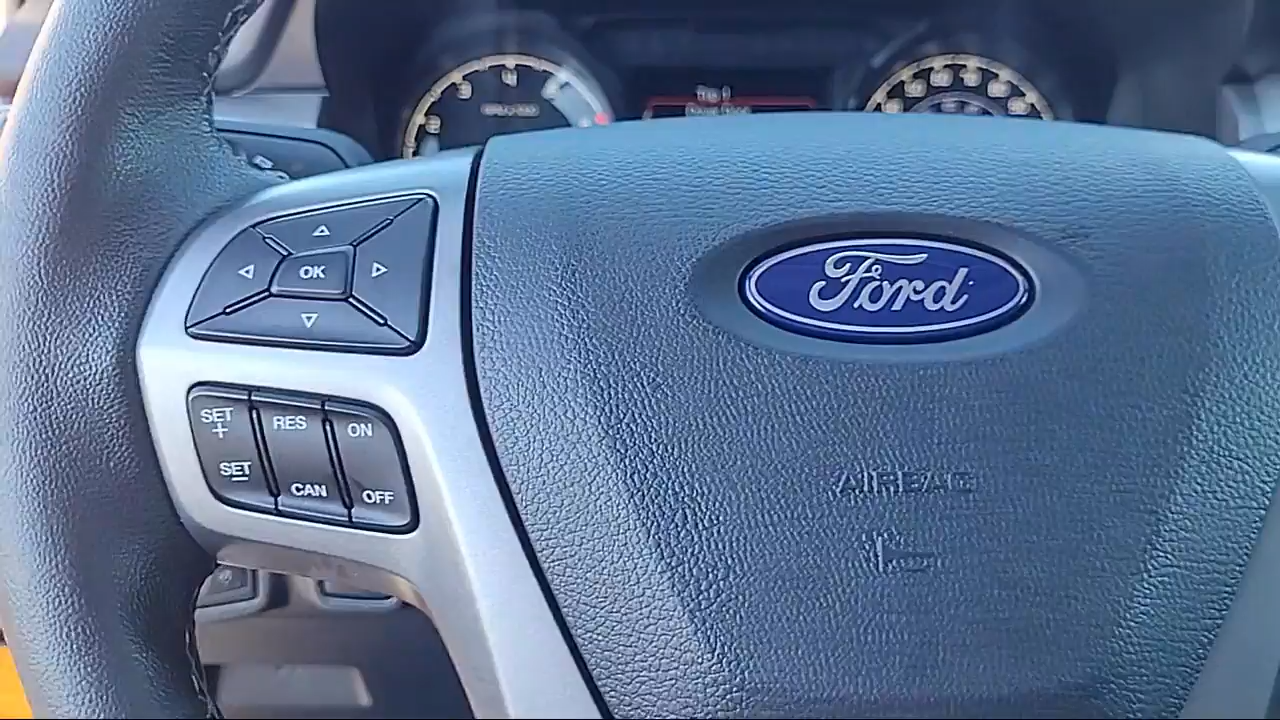 OK
SET
+
RES
ON
SET
CAN
OFF
Ford
AIRBAG